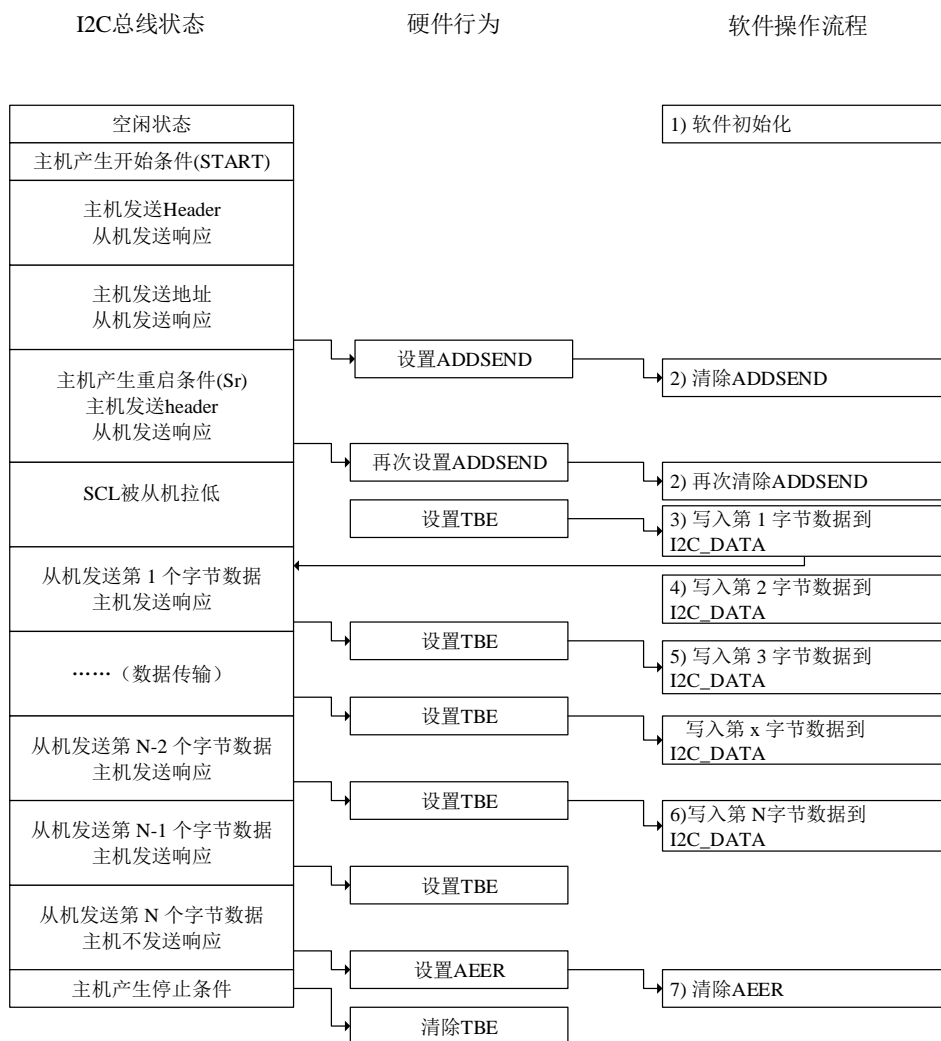 I2C总线状态
硬件行为
软件操作流程
空闲状态
1) 软件初始化
主机产生开始条件(START)
主机发送Header
从机发送响应
主机发送地址
从机发送响应
设置ADDSEND
2) 清除ADDSEND
主机产生重启条件(Sr)
主机发送header
从机发送响应
再次设置ADDSEND
2) 再次清除ADDSEND
SCL被从机拉低
设置TBE
3) 写入第 1 字节数据到
I2C_DATA
从机发送第 1 个字节数据
主机发送响应
4) 写入第 2 字节数据到
I2C_DATA
设置TBE
5) 写入第 3 字节数据到
I2C_DATA
……（数据传输）
设置TBE
写入第 x 字节数据到
I2C_DATA
从机发送第 N-2 个字节数据
主机发送响应
设置TBE
6)写入第 N字节数据到
I2C_DATA
从机发送第 N-1 个字节数据
主机发送响应
设置TBE
从机发送第 N 个字节数据
主机不发送响应
设置AEER
7) 清除AEER
主机产生停止条件
清除TBE